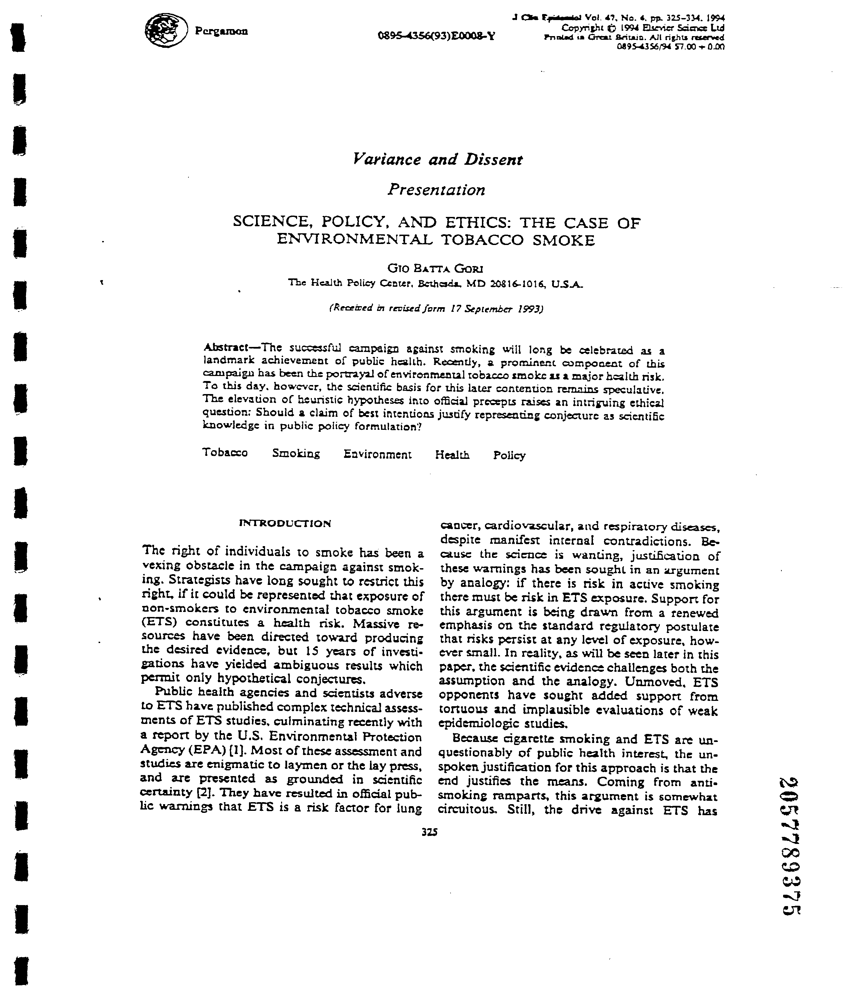 Pergamon
0895-4356(93)E0008-Y
J Clin Epidemiol Vol. 47, No. 4, pp. 325-334, 1994
Copyright © 1994 Elsevier Science Ltd
Printed in Great Britain. All rights reserved
0895-4356/94 $7.00 + 0.00
Variance and Dissent
Presentation
SCIENCE, POLICY, AND ETHICS: THE CASE OF
ENVIRONMENTAL TOBACCO SMOKE
GIO BATTA GORI
The Health Policy Center, Bethesda, MD 20816-1016, U.S.A.
(Received in revised form 17 September 1993)
Abstract—The successful campaign against smoking will long be celebrated as a
landmark achievement of public health. Recently, a prominent component of this
campaign has been the portrayal of environmental tobacco smoke as a major health risk.
To this day, however, the scientific basis for this later contention remains speculative.
The elevation of heuristic hypotheses into official precepts raises an intriguing ethical
question: Should a claim of best intentions justify representing conjecture as scientific
knowledge in public policy formulation?
Tobacco Smoking Environment Health Policy
INTRODUCTION
The right of individuals to smoke has been a
vexing obstacle in the campaign against smok-
ing. Strategists have long sought to restrict this
right, if it could be represented that exposure of
non-smokers to environmental tobacco smoke
(ETS) constitutes a health risk. Massive re-
sources have been directed toward producing
the desired evidence, but 15 years of investi-
gations have yielded ambiguous results which
permit only hypothetical conjectures.
Public health agencies and scientists adverse
to ETS have published complex technical assess-
ments of ETS studies, culminating recently with
a report by the U.S. Environmental Protection
Agency (EPA) [1]. Most of these assessment and
studies are enigmatic to laymen or the lay press,
and are presented as grounded in scientific
certainty [2]. They have resulted in official pub-
lic warnings that ETS is a risk factor for lung
cancer, cardiovascular, and respiratory diseases,
despite manifest internal contradictions. Be-
cause the science is wanting, justification of
these warnings has been sought in an argument
by analogy: if there is risk in active smoking
there must be risk in ETS exposure. Support for
this argument is being drawn from a renewed
emphasis on the standard regulatory postulate
that risks persist at any level of exposure, how-
ever small. In reality, as will be seen later in this
paper, the scientific evidence challenges both the
assumption and the analogy. Unmoved, ETS
opponents have sought added support from
tortuous and implausible evaluations of weak
epidemiologic studies.
Because cigarette smoking and ETS are un-
questionably of public health interest, the un-
spoken justification for this approach is that the
end justifies the means. Coming from anti-
smoking ramparts, this argument is somewhat
circuitous. Still, the drive against ETS has
325
2057789375